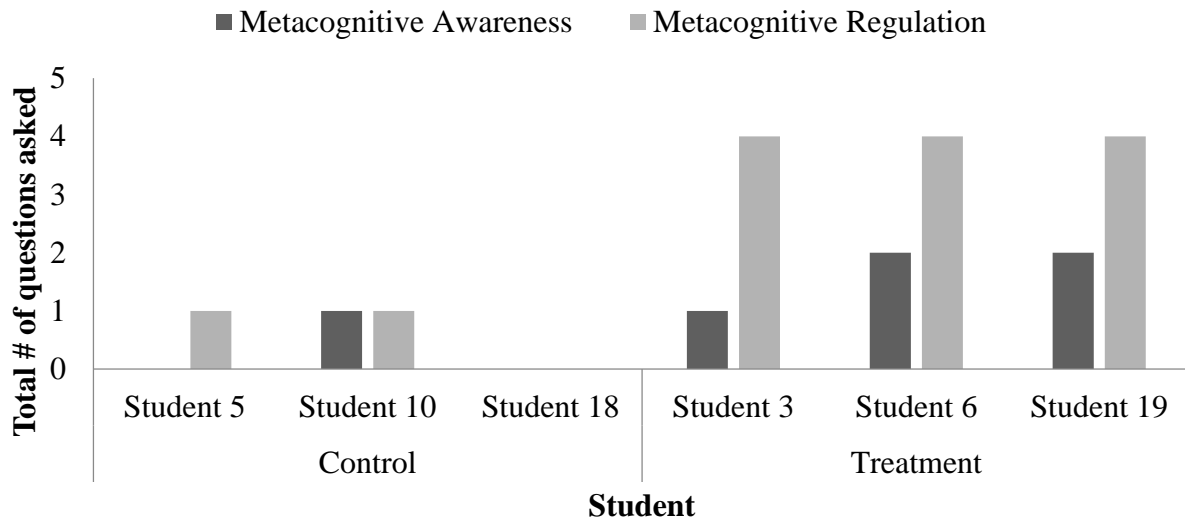 Metacognitive Awareness Metacognitive Regulation
Total # of questions asked
5
4
3
2
1
0
Student 5 Student 10 Student 18 Student 3 Student 6 Student 19
Control Treatment
Student